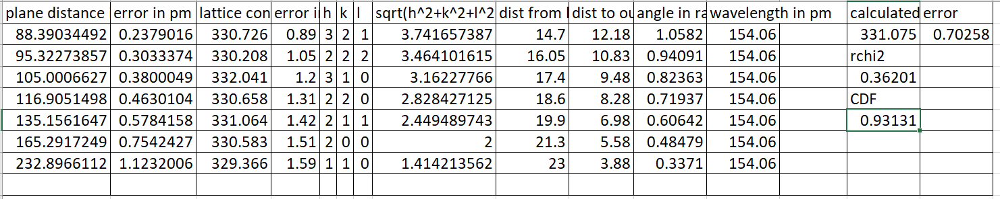 plane distance error in pm lattice con error i h k l sqrt(h^2+k^2+l^2 dist from dist to ou angle in ra wavelength in pm calculated error
88.39034492 0.2379016 330.726 0.89 3 2 1 3.741657387 14.7 12.18 1.0582 154.06 331.075 0.70258
95.32273857 0.3033374 330.208 1.05 2 2 2 3.464101615 16.05 10.83 0.94091 154.06 rchi2
105.0006627 0.3800049 332.041 1.2 3 1 0 3.16227766 17.4 9.48 0.82363 154.06 0.36201
116.9051498 0.4630104 330.658 1.31 2 2 0 2.828427125 18.6 8.28 0.71937 154.06 CDF
135.1561647 0.5784158 331.064 1.42 2 1 1 2.449489743 19.9 6.98 0.60642 154.06 0.93131
165.2917249 0.7542427 330.583 1.51 2 0 0 2 21.3 5.58 0.48479 154.06
232.8966112 1.1232006 329.366 1.59 1 1 0 1.414213562 23 3.88 0.3371 154.06